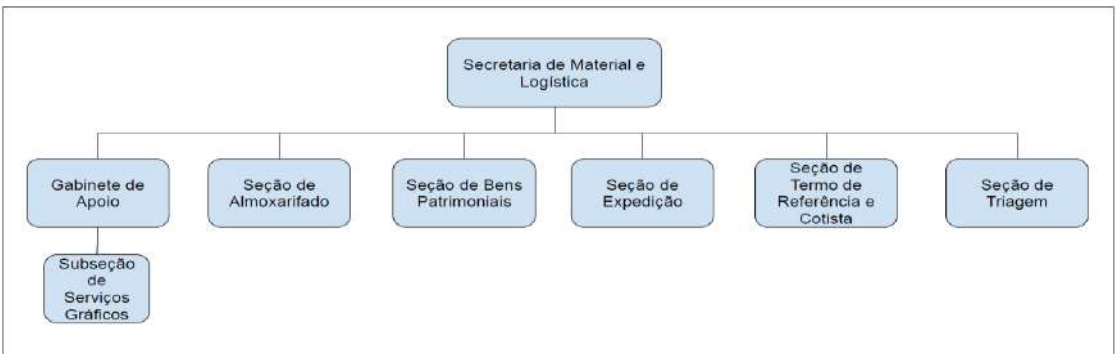 Secretaria de Material e
Logística
Gabinete de
Apoio
Seção de
Almoxarifado
Seção de Bens
Patrimoniais
Seção de
Expedição
Seção de
Termo de
Referência e
Cotista
Seção de
Triagem
Subseção
de
Serviços
Gráficos